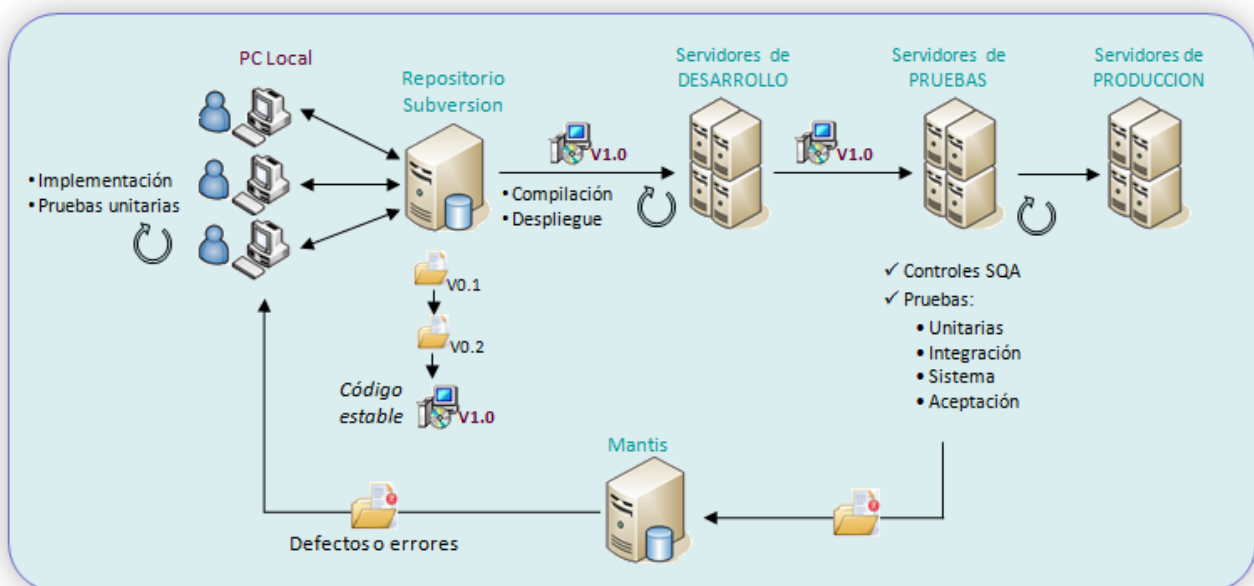 PC Local
Repositorio
Subversion
Servidores de
DESARROLLO
Servidores de
PRUEBAS
Servidores de
PRODUCCION
V1.0
V1.0
• Implementación
• Pruebas unitarias
• Compilación
• Despliegue
V0.1
V0.2
Código
estable
V1.0
✓ Controles SQA
✓ Pruebas:
• Unitarias
• Integración
• Sistema
• Aceptación
Mantis
Defectos o errores